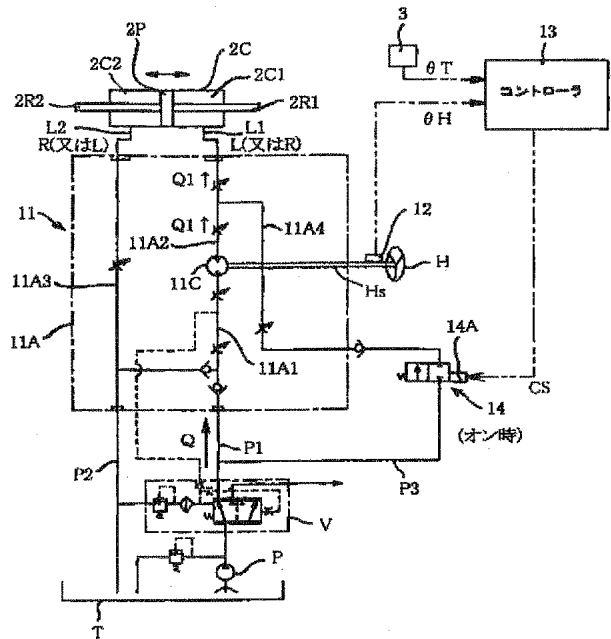 2P
2C
2C2
2C1
3
13
θT
コントローラ
2R2
2R1
L2
L1
R(又はL)
L(又はR)
θH
Q1↑
11
Q1↑
12
11A2
11A4
11A3
11C
H
Hs
11A
11A1
14A
CS
14
(オン時)
Q
P1
P2
P3
V
P
T